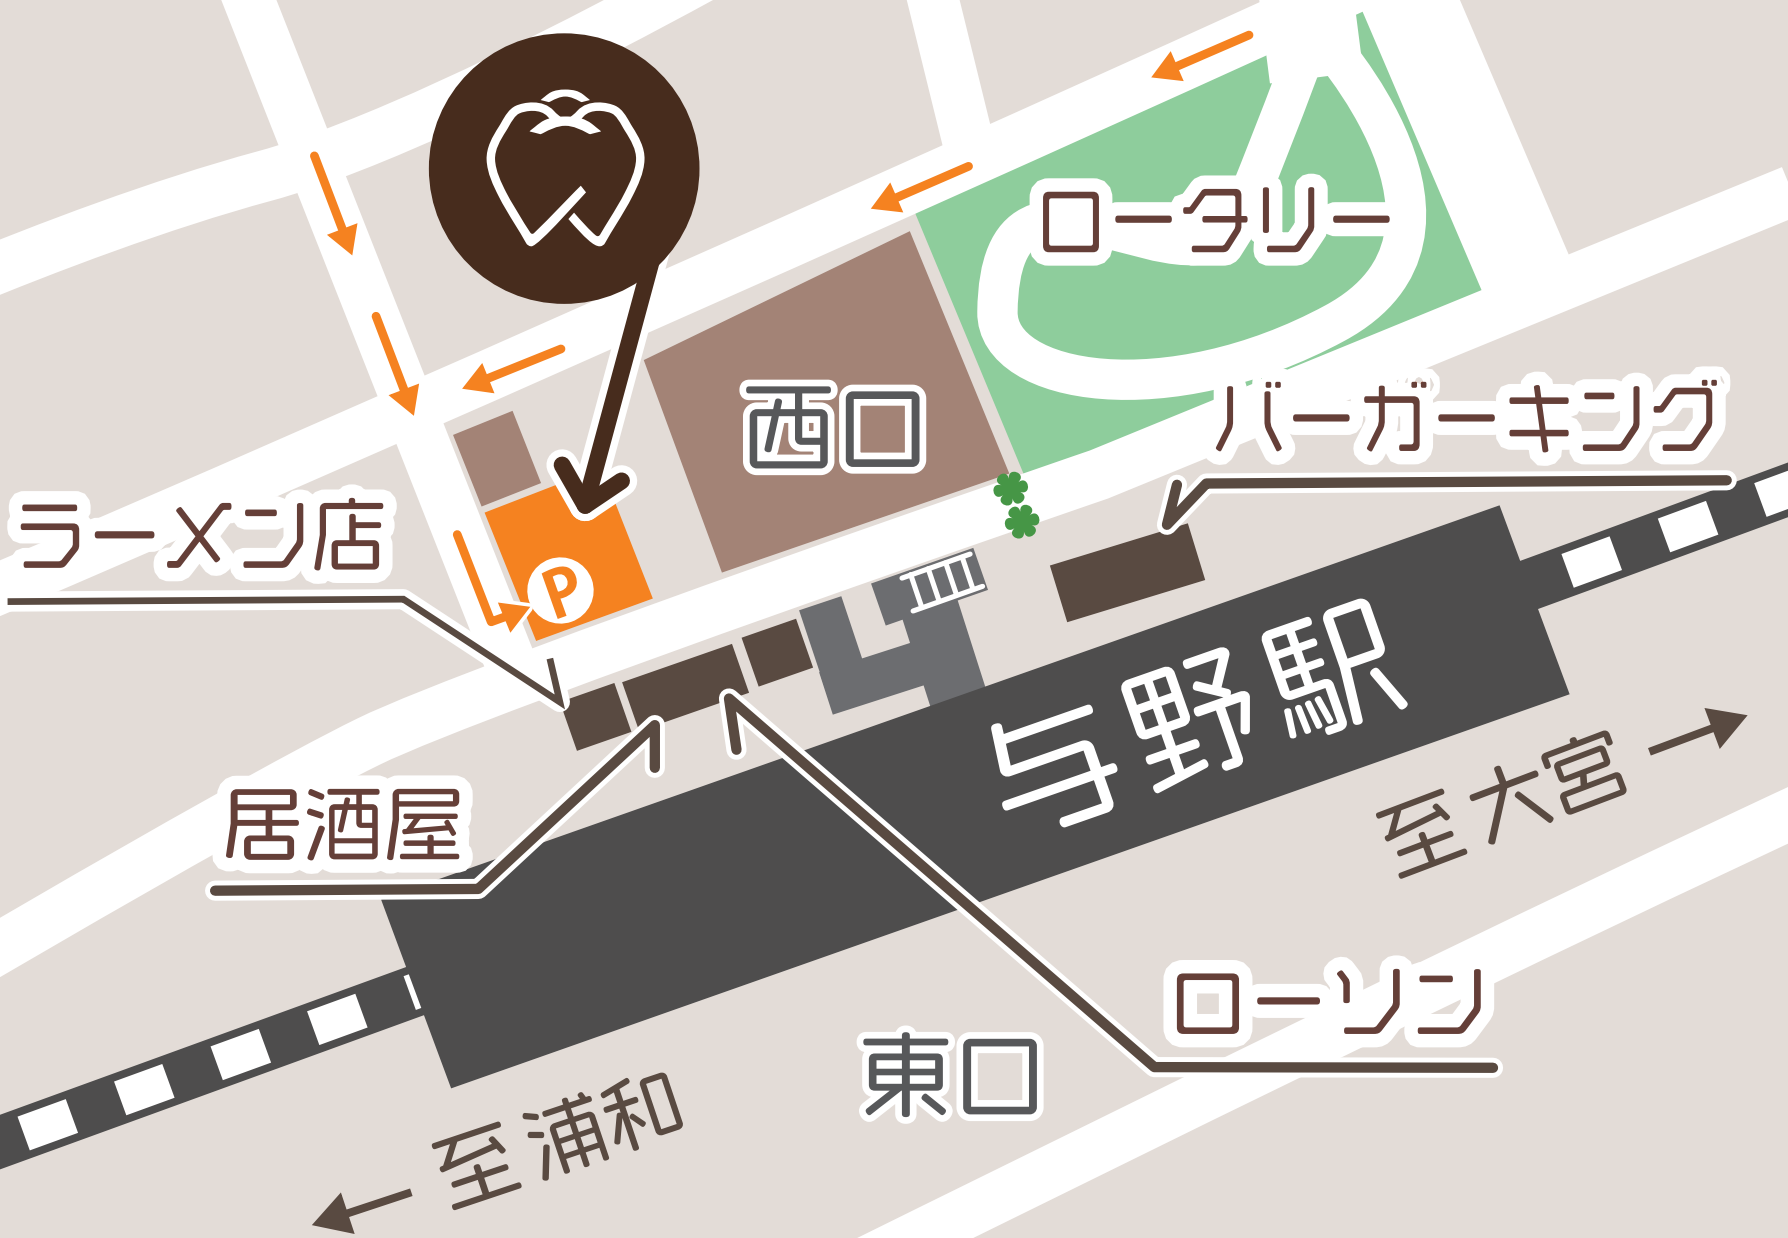 ロータリー
西口
バーガーキング
ラーメン店
P
与野駅
至大宮
居酒屋
ローソン
東口
至浦和